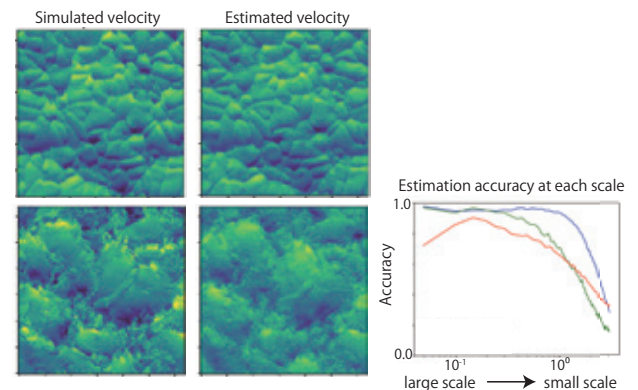 Simulated velocity
Estimated velocity
Estimation accuracy at each scale
1.0
Accuracy
0.0
10⁻¹
10⁰
large scale → small scale